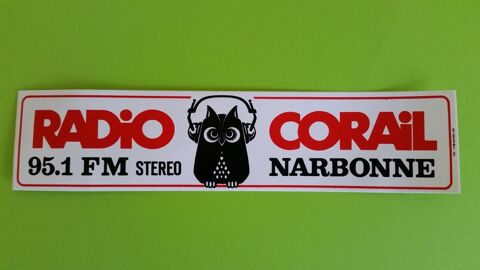 RADiO CORAiL
95.1 FM STEREO NARBONNE